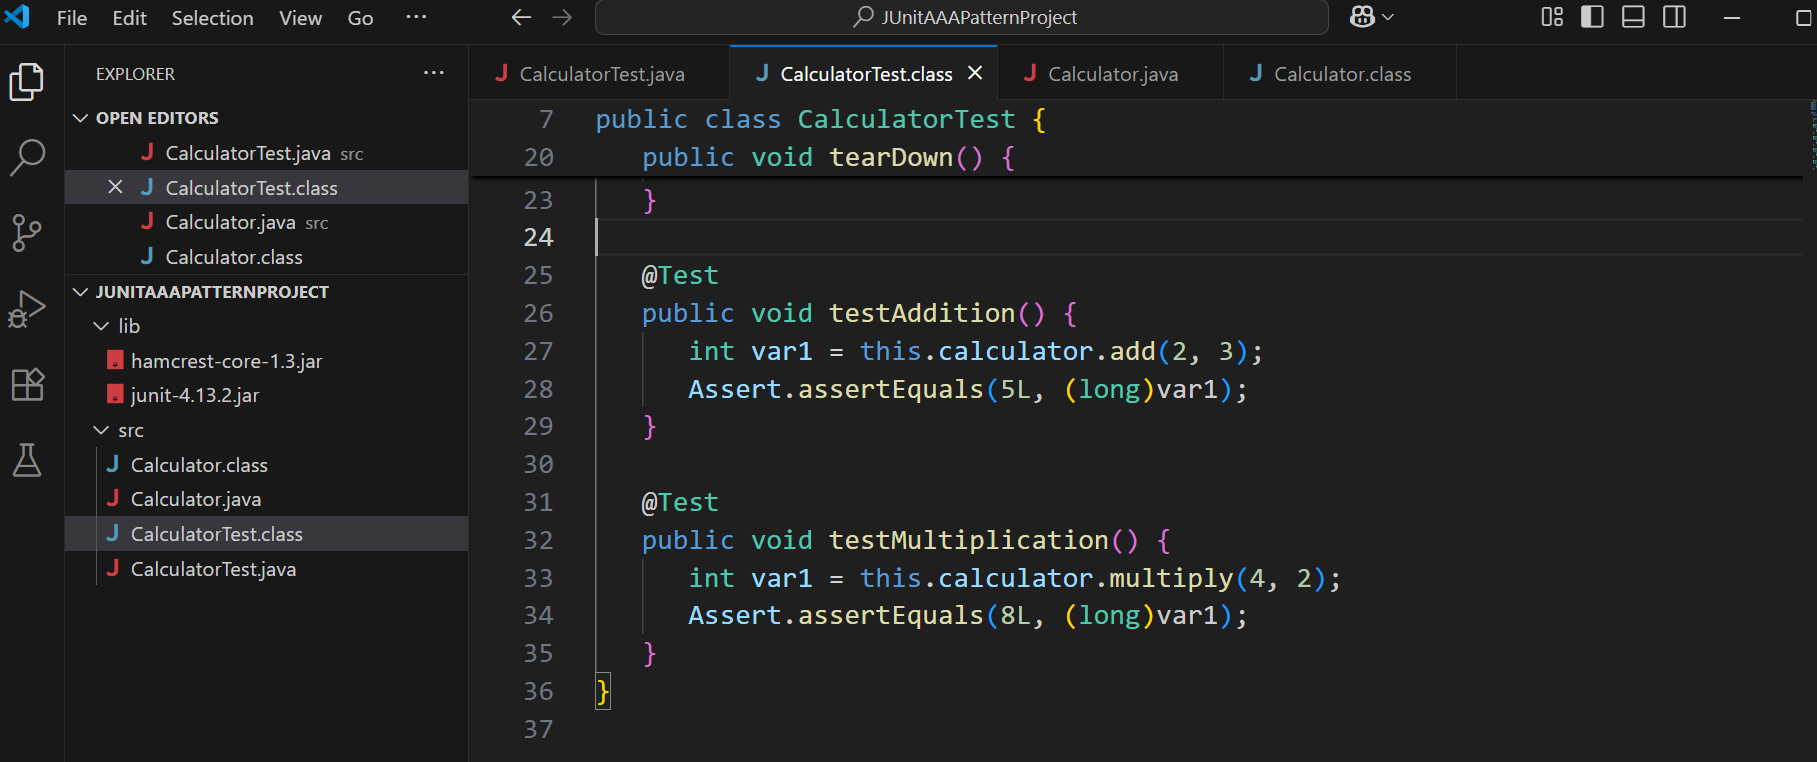 File Edit Selection View Go ···
JUnitAAAPatternProject
EXPLORER ···
OPEN EDITORS
CalculatorTest.java src
CalculatorTest.class
Calculator.java src
Calculator.class
JUNITAAAPATTERNPROJECT
lib
hamcrest-core-1.3.jar
junit-4.13.2.jar
src
Calculator.class
Calculator.java
CalculatorTest.class
CalculatorTest.java
CalculatorTest.java CalculatorTest.class Calculator.java Calculator.class
7 public class CalculatorTest {
20 public void tearDown() {
23 }
24
25 @Test
26 public void testAddition() {
27 int var1 = this.calculator.add(2, 3);
28 Assert.assertEquals(5L, (long)var1);
29 }
30
31 @Test
32 public void testMultiplication() {
33 int var1 = this.calculator.multiply(4, 2);
34 Assert.assertEquals(8L, (long)var1);
35 }
36 }
37